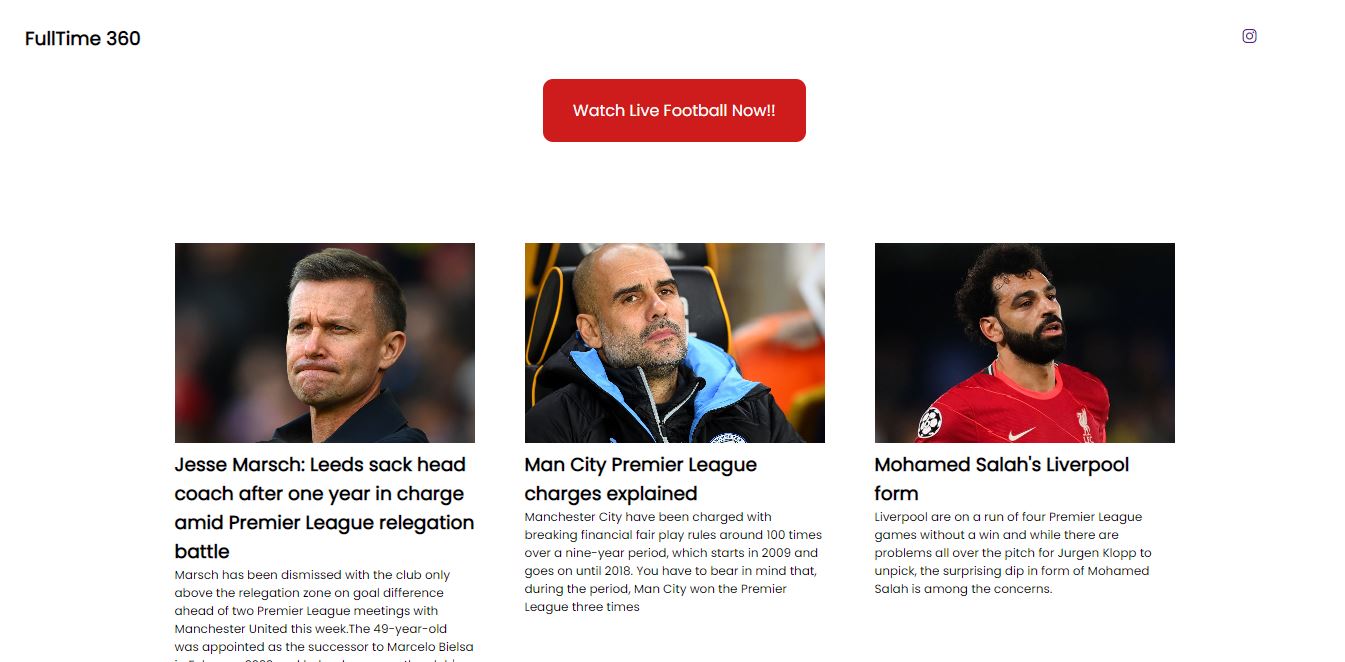 FullTime 360
Watch Live Football Now!!
Jesse Marsch: Leeds sack head
coach after one year in charge
amid Premier League relegation
battle
Marsch has been dismissed with the club only
above the relegation zone on goal difference
ahead of two Premier League meetings with
Manchester United this week.The 49-year-old
was appointed as the successor to Marcelo Bielsa
Man City Premier League
charges explained
Manchester City have been charged with
breaking financial fair play rules around 100 times
over a nine-year period, which starts in 2009 and
goes on until 2018. You have to bear in mind that,
during the period, Man City won the Premier
League three times
Mohamed Salah's Liverpool
form
Liverpool are on a run of four Premier League
games without a win and while there are
problems all over the pitch for Jurgen Klopp to
unpick, the surprising dip in form of Mohamed
Salah is among the concerns.